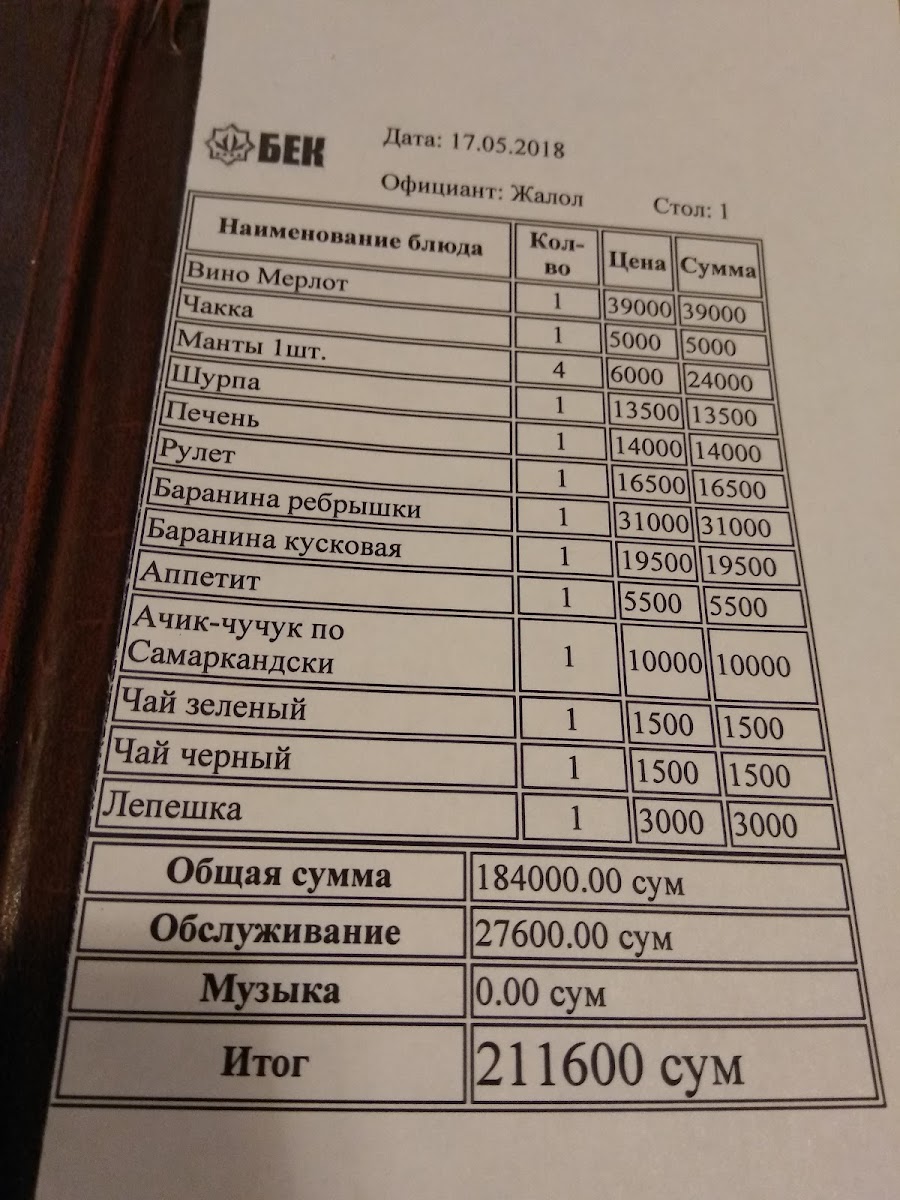 БЕК
Дата: 17.05.2018
Официант: Жалол Стол: 1
Наименование блюда Кол-во Цена Сумма
Вино Мерлот 1 39000 39000
Чакка 1 5000 5000
Манты 1шт. 4 6000 24000
Шурпа 1 13500 13500
Печень 1 14000 14000
Рулет 1 16500 16500
Баранина ребрышки 1 31000 31000
Баранина кусковая 1 19500 19500
Аппетит 1 5500 5500
Ачик-чучук по
Самаркандски 1 10000 10000
Чай зеленый 1 1500 1500
Чай черный 1 1500 1500
Лепешка 1 3000 3000
Общая сумма 184000.00 сум
Обслуживание 27600.00 сум
Музыка 0.00 сум
Итог 211600 сум